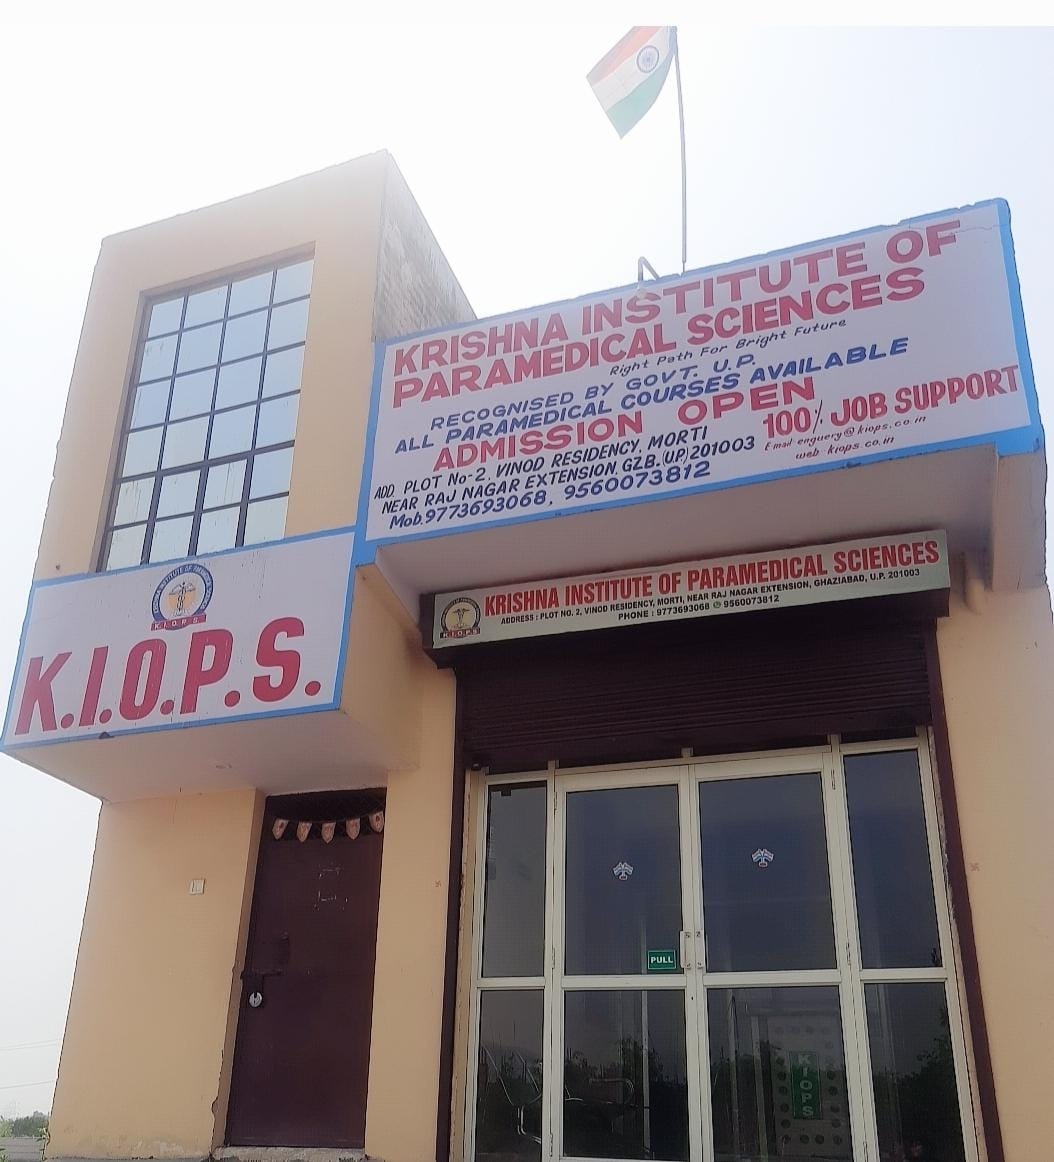 KRISHNA INSTITUTE OF
PARAMEDICAL SCIENCES
Right Path For Bright Future
RECOGNISED BY GOVT. U.P.
ALL PARAMEDICAL COURSES AVAILABLE
ADMISSION OPEN
100% JOB SUPPORT
ADD. PLOT No-2, VINOD RESIDENCY, MORTI
NEAR RAJ NAGAR EXTENSION, GZB.(UP)201003
Mob.9773693068, 9560073812
E-mail-enguery@kiops.co.in
web-kiops.co.in
K.I.O.P.S
K.I.O.P.S.
K.I.O.P.S
KRISHNA INSTITUTE OF PARAMEDICAL SCIENCES
ADDRESS : PLOT NO. 2, VINOD RESIDENCY, MORTI, NEAR RAJ NAGAR EXTENSION, GHAZIABAD, U.P. 201003
PHONE : 9773693068 9560073812
PULL
KIOPS